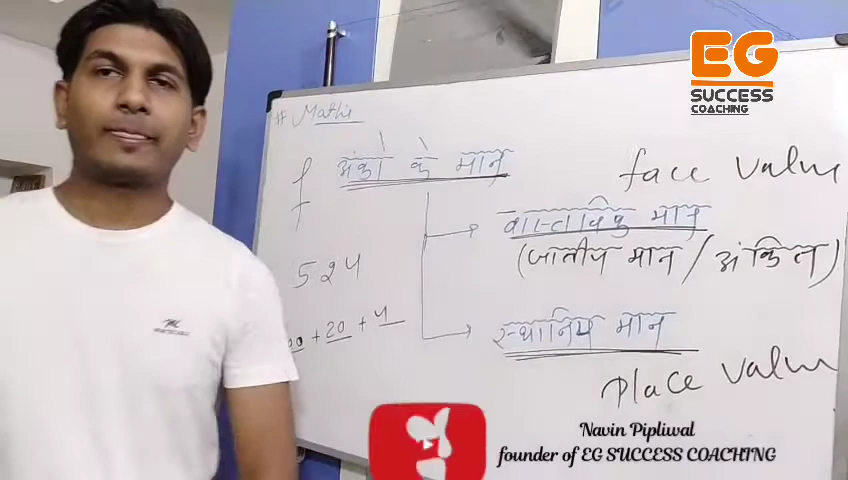 EG
SUCCESS
COACHING
# Maths
अंको के मान
face value
वास्तविक मान
(जातीय मान / अंकित)
524
00 + 20 + 4
स्थानिय मान
Place value
Navin Pipliwal
founder of EG SUCCESS COACHING